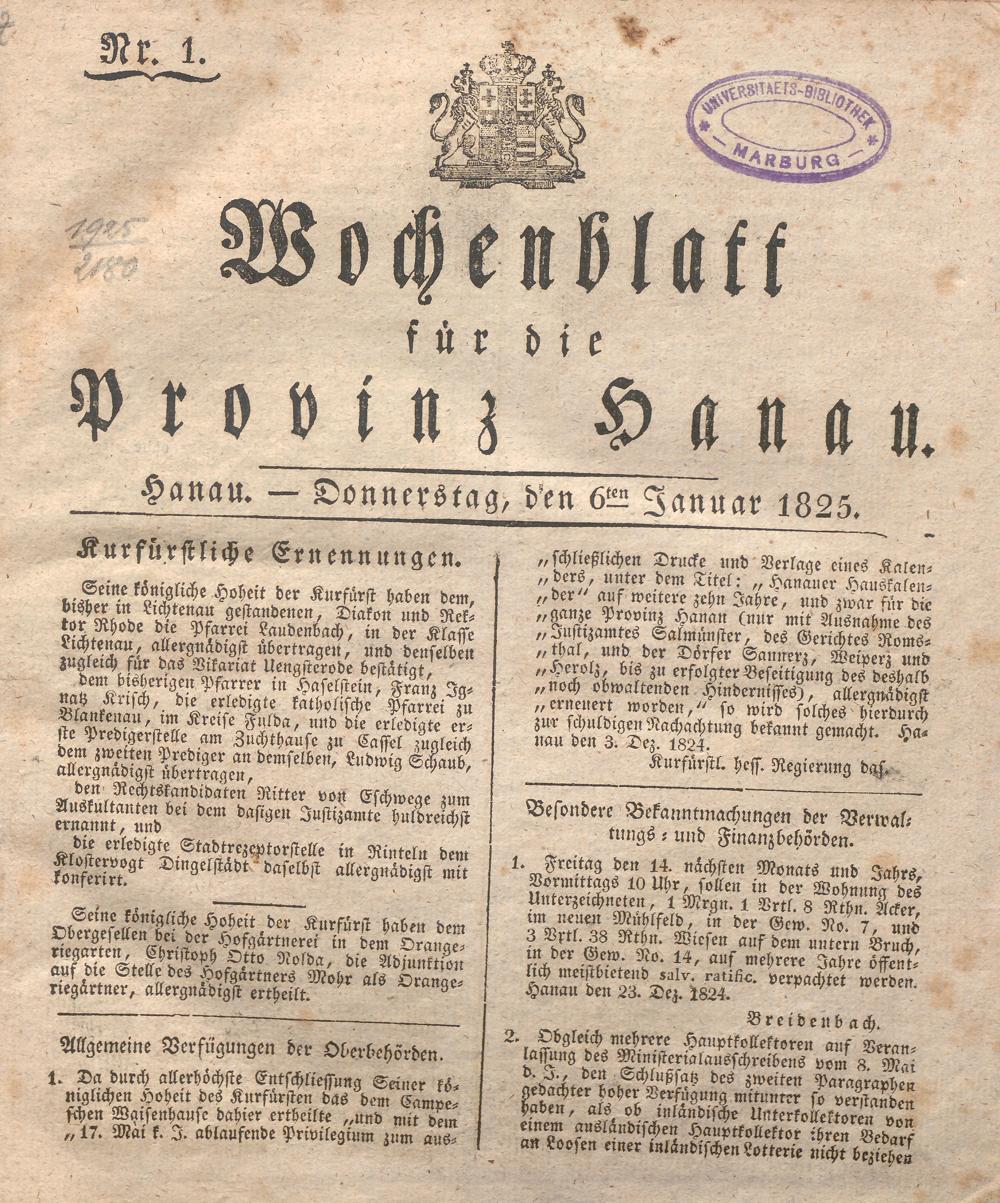 Nr. 1.
UNIVERSITAETS-BIBLIOTHEK
MARBURG
1925
2180
Wochenblatt
für die
Provinz Hanau.
Hanau. — Donnerstag, den 6ten Januar 1825.
Kurfürstliche Ernennungen.
Seine königliche Hoheit der Kurfürst haben dem,
bisher in Lichtenau gestandenen, Diakon und Rek-
tor Rhode die Pfarrei Laudenbach, in der Klasse
Lichtenau, allergnädigst übertragen, und denselben
zugleich für das Vikariat Uengsterode bestätigt,
dem bisherigen Pfarrer in Haselstein, Franz Ig-
natz Krisch, die erledigte katholische Pfarrei zu
Blankenau, im Kreise Fulda, und die erledigte er-
ste Predigerstelle am Zuchthause zu Cassel zugleich
dem zweiten Prediger an demselben, Ludwig Schaub,
allergnädigst übertragen,
den Rechtskandidaten Ritter von Eschwege zum
Auskultanten bei dem dasigen Justizamte huldreichst
ernannt, und
die erledigte Stadtrezeptorstelle in Rinteln dem
Klostervogt Dingelstädt daselbst allergnädigst mit
konferirt.
Seine königliche Hoheit der Kurfürst haben dem
Obergesellen bei der Hofgärtnerei in dem Orange-
riegarten, Christoph Otto Nolda, die Adjunktion
auf die Stelle des Hofgärtners Mohr als Orange-
riegärtner, allergnädigst ertheilt.
Allgemeine Verfügungen der Oberbehörden.
1. Da durch allerhöchste Entschliessung Seiner kö-
niglichen Hoheit des Kurfürsten das dem Campe-
schen Waisenhause dahier ertheilte „und mit dem
„17. Mai k. J. ablaufende Privilegium zum aus-
„schließlichen Drucke und Verlage eines Kalen-
„ders, unter dem Titel: „Hanauer Hauskalen-
„der“ auf weitere zehn Jahre, und zwar für die
„ganze Provinz Hanau (nur mit Ausnahme des
„Justizamtes Salmünster, des Gerichtes Roms-
„thal, und der Dörfer Sannerz, Weiperz und
„Herolz, bis zu erfolgter Beseitigung des deshalb
„noch obwaltenden Hindernisses), allergnädigst
„erneuert worden,“ so wird solches hierdurch
zur schuldigen Nachachtung bekannt gemacht. Ha-
nau den 3. Dez. 1824.
Kurfürstl. hess. Regierung das.
Besondere Bekanntmachungen der Verwal-
tungs- und Finanzbehörden.
1. Freitag den 14. nächsten Monats und Jahrs,
Vormittags 10 Uhr, sollen in der Wohnung des
Unterzeichneten, 1 Mrgn. 1 Vrtl. 8 Rthn. Acker,
im neuen Mühlfeld, in der Gew. No. 7, und
3 Vrtl. 38 Rthn. Wiesen auf dem untern Bruch,
in der Gew. No. 14, auf mehrere Jahre öffent-
lich meistbietend salv. ratific. verpachtet werden.
Hanau den 23. Dez. 1824.
Breidenbach.
2. Obgleich mehrere Hauptkollektoren auf Veran-
lassung des Ministerialausschreibens vom 8. Mai
d. J., den Schlußsatz des zweiten Paragraphen
gedachter hoher Verfügung mitunter so verstanden
haben, als ob inländische Unterkollektoren von
einem ausländischen Hauptkollektor ihren Bedarf
an Loosen einer inländischen Lotterie nicht beziehen